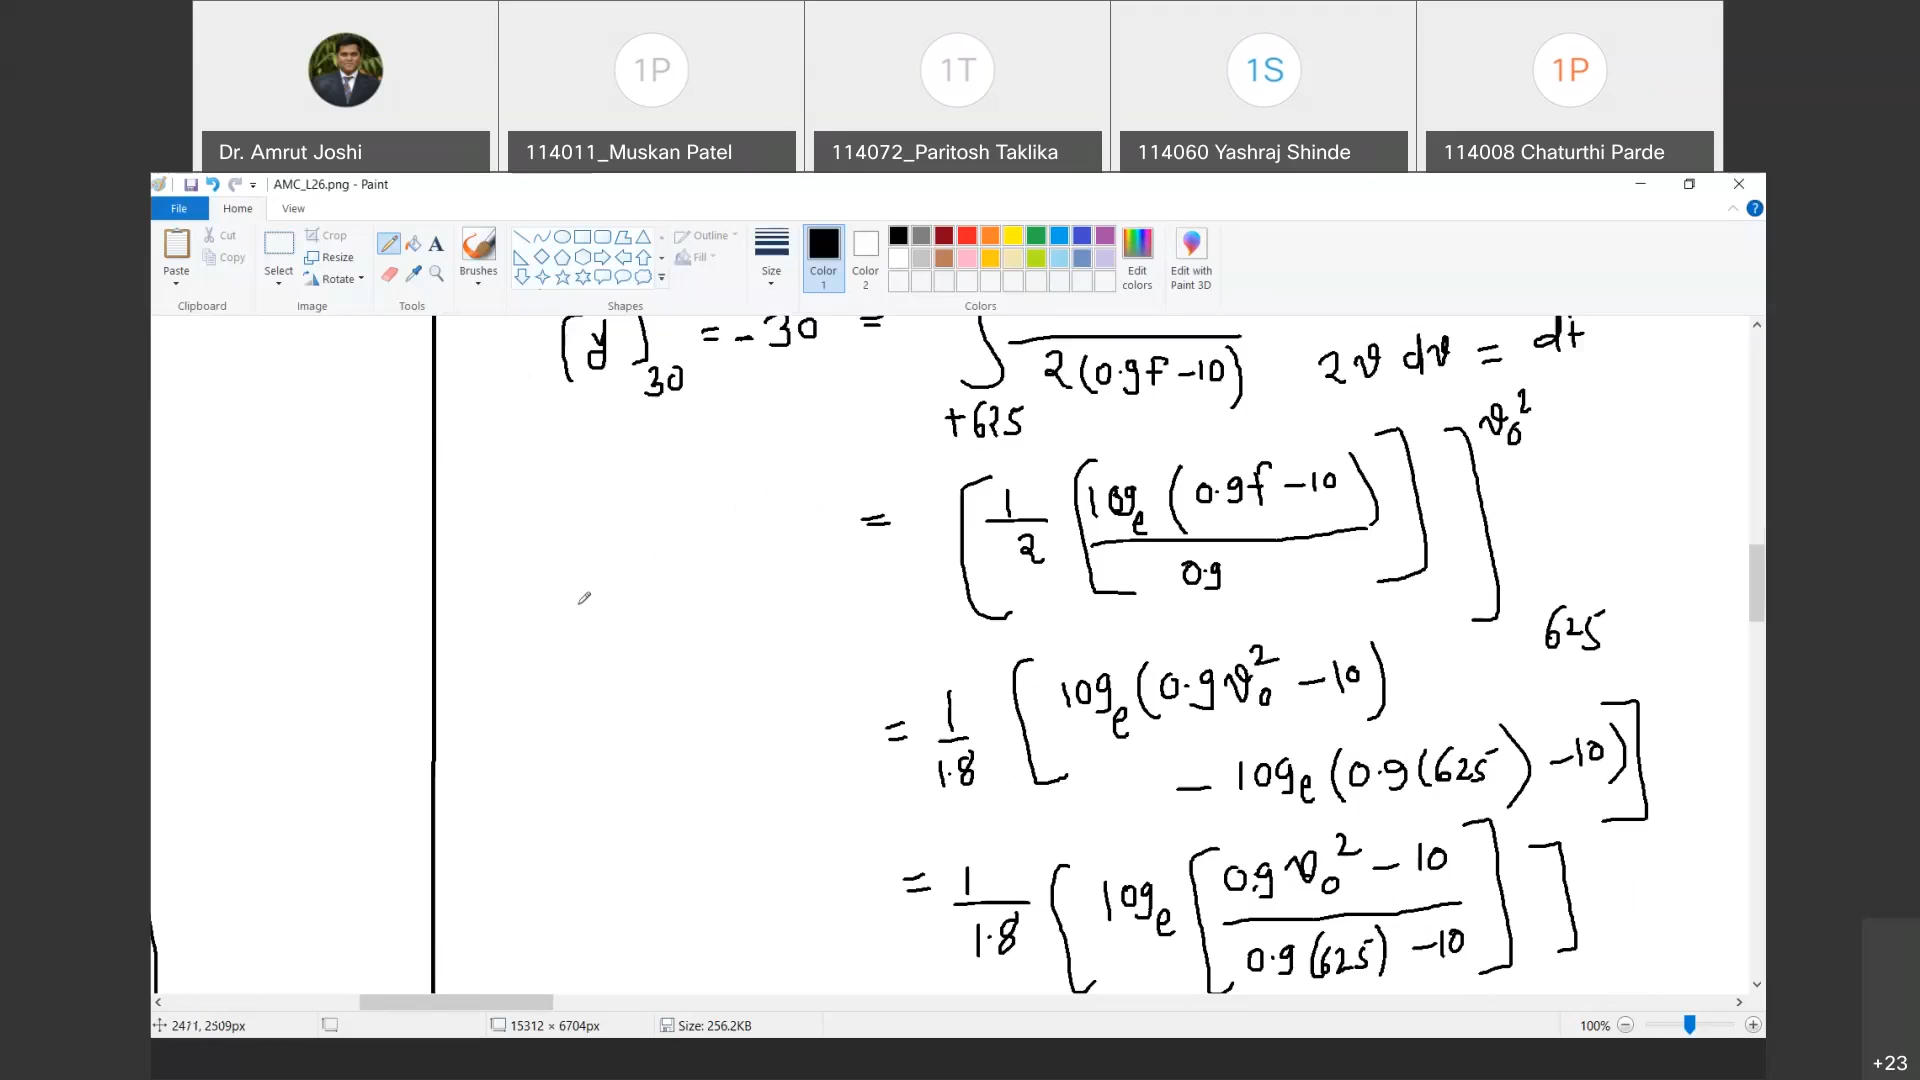 1P
1T
1S
1P
Dr. Amrut Joshi
114011_Muskan Patel
114072_Paritosh Taklika
114060 Yashraj Shinde
114008 Chaturthi Parde
AMC_L26.png - Paint
File Home View
Paste
Cut
Copy
Clipboard
Select
Crop
Resize
Rotate
Image
A
Tools
Brushes
Outline
Fill
Shapes
Size
Color 1
Color 2
Edit colors
Colors
Edit with Paint 3D
[y]30 = -30 = ∫+625 / 2(0.9f - 10)
2v dv = df
= [1/2 [loge (0.9f - 10) / 0.9]] v0² 625
= 1/1.8 [loge (0.9v0² - 10)
- loge (0.9(625) - 10)]
= 1/1.8 [loge [0.9v0² - 10 / 0.9(625) - 10]]
2471, 2509px
15312 × 6704px
Size: 256.2KB
100%
+23